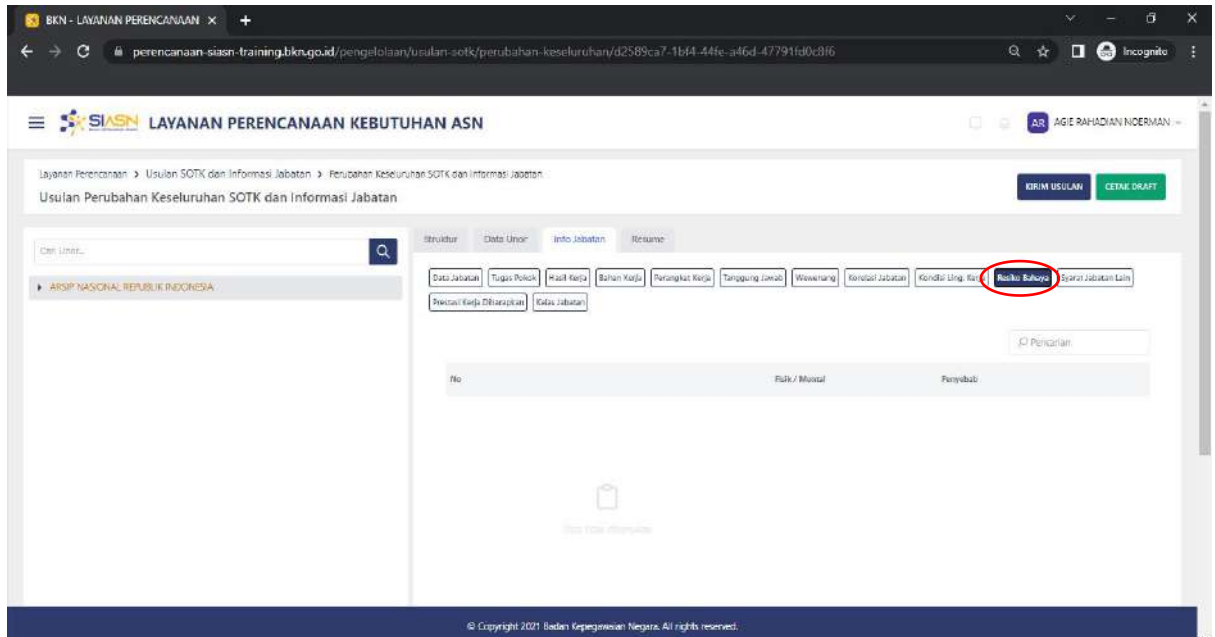 BKN - LAYANAN PERENCANAAN
perencanaan-siasn-training.bkn.go.id/pengelolaan/usulan-sotk/perubahan-keseluruhan/d2589ca7-1bf4-44fe-a46d-47791fd0c8f6
Incognito
SIASN LAYANAN PERENCANAAN KEBUTUHAN ASN
AR AGIE RAHADIAN NOERMAN
Layanan Perencanaan > Usulan SOTK dan Informasi Jabatan > Perubahan Keseluruhan SOTK dan Informasi Jabatan
Usulan Perubahan Keseluruhan SOTK dan Informasi Jabatan
KIRIM USULAN CETAK DRAFT
Cari Unor...
ARSIP NASIONAL REPUBLIK INDONESIA
Struktur Data Unor Info Jabatan Resume
Data Jabatan Tugas Pokok Hasil Kerja Bahan Kerja Perangkat Kerja Tanggung Jawab Wewenang Korelasi Jabatan Kondisi Ling. Kerja Resiko Bahaya Syarat Jabatan Lain
Prestasi Kerja Diharapkan Kelas Jabatan
Pencarian
No Fisik / Mental Penyebab
© Copyright 2021 Badan Kepegawaian Negara. All rights reserved.